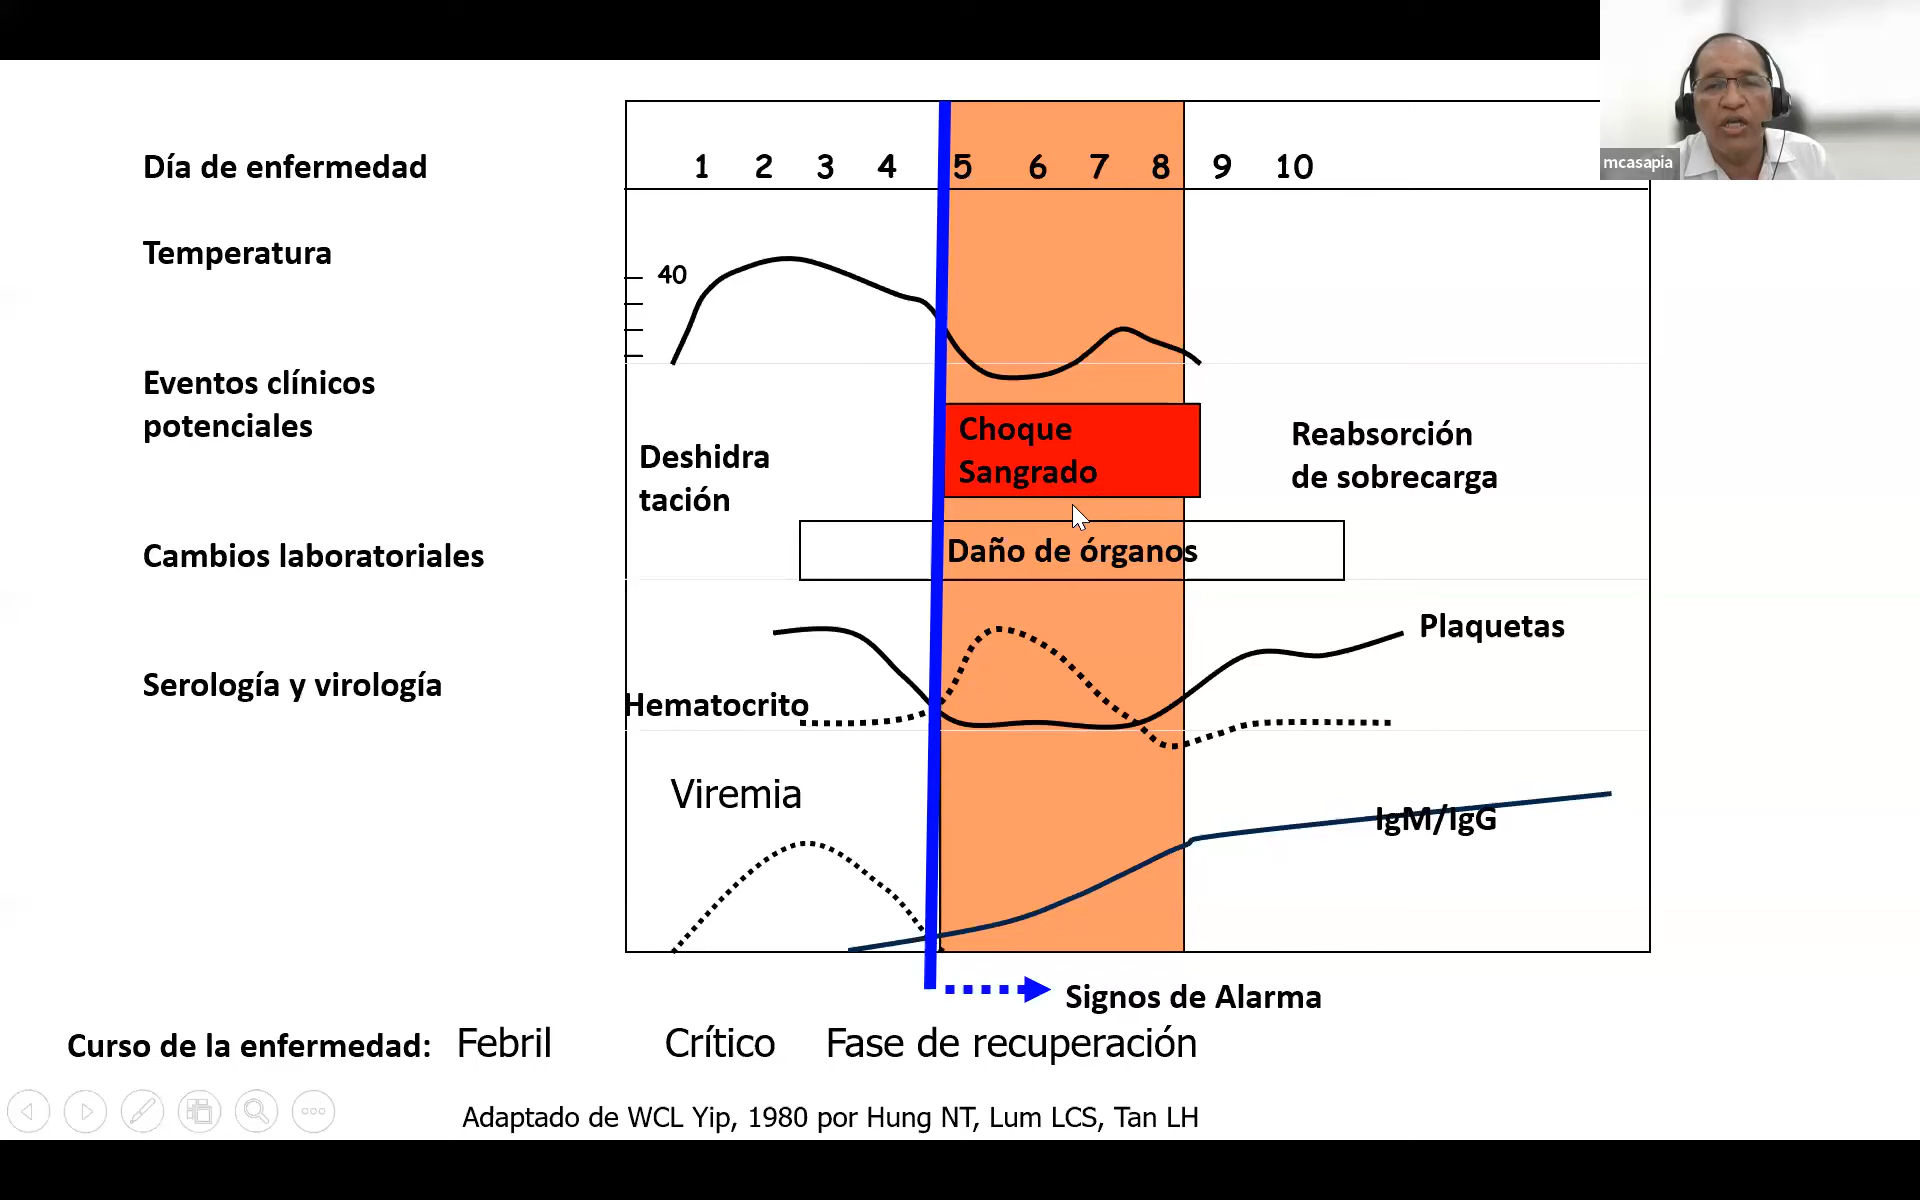 mcasapia
Día de enfermedad
1 2 3 4 5 6 7 8 9 10
Temperatura
40
Eventos clínicos
potenciales
Deshidra
tación
Choque
Sangrado
Reabsorción
de sobrecarga
Cambios laboratoriales
Daño de órganos
Plaquetas
Serología y virología
Hematocrito
Viremia
IgM/IgG
Signos de Alarma
Curso de la enfermedad: Febril Crítico Fase de recuperación
Adaptado de WCL Yip, 1980 por Hung NT, Lum LCS, Tan LH